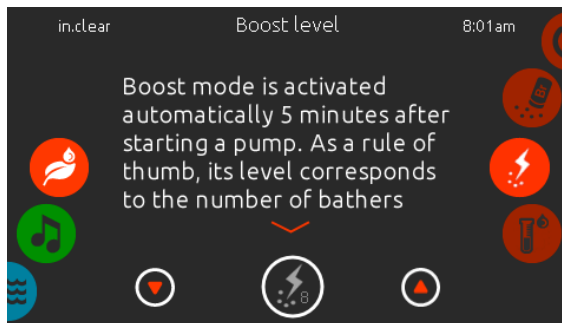 in.clear Boost level 8:01am
Boost mode is activated
automatically 5 minutes after
starting a pump. As a rule of
thumb, its level corresponds
to the number of bathers
Br
8